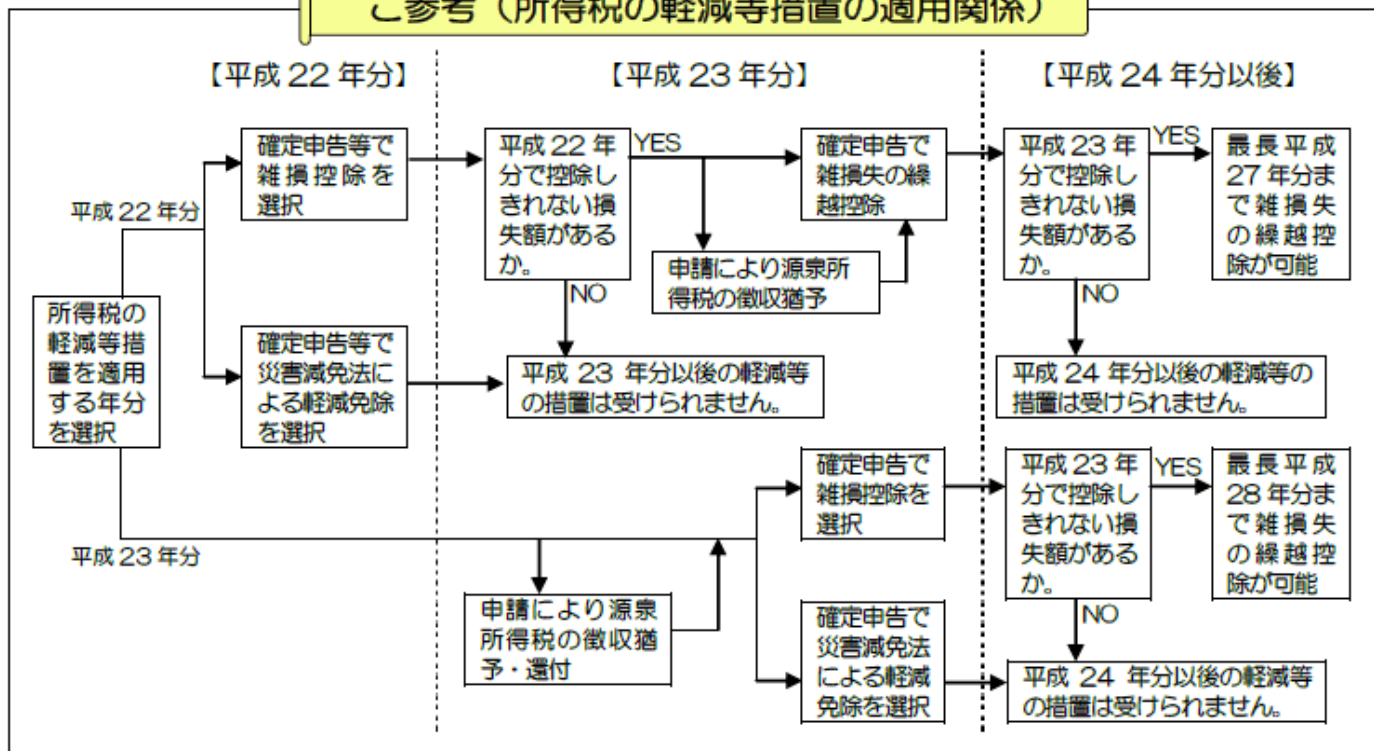 ご参考（所得税の軽減等措置の適用関係）
【平成 22 年分】
【平成 23 年分】
【平成 24 年分以後】
確定申告等で
雑損控除を
選択
平成 22 年
分で控除し
きれない損
失額がある
か。
YES
確定申告で
雑損失の繰
越控除
平成 23 年
分で控除し
きれない損
失額がある
か。
YES
最長平成
27 年分ま
で雑損失
の繰越控
除が可能
平成 22 年分
申請により源泉所
得税の徴収猶予
NO
NO
所得税の
軽減等措
置を適用
する年分
を選択
確定申告等で
災害減免法に
よる軽減免除
を選択
平成 23 年分以後の軽減等
の措置は受けられません。
平成 24 年分以後の軽減等の
措置は受けられません。
確定申告で
雑損控除を
選択
平成 23 年
分で控除し
きれない損
失額がある
か。
YES
最長平成
28 年分ま
で雑損失
の繰越控
除が可能
平成 23 年分
申請により源泉
所得税の徴収猶
予・還付
NO
確定申告で
災害減免法
による軽減
免除を選択
平成 24 年分以後の軽減等
の措置は受けられません。